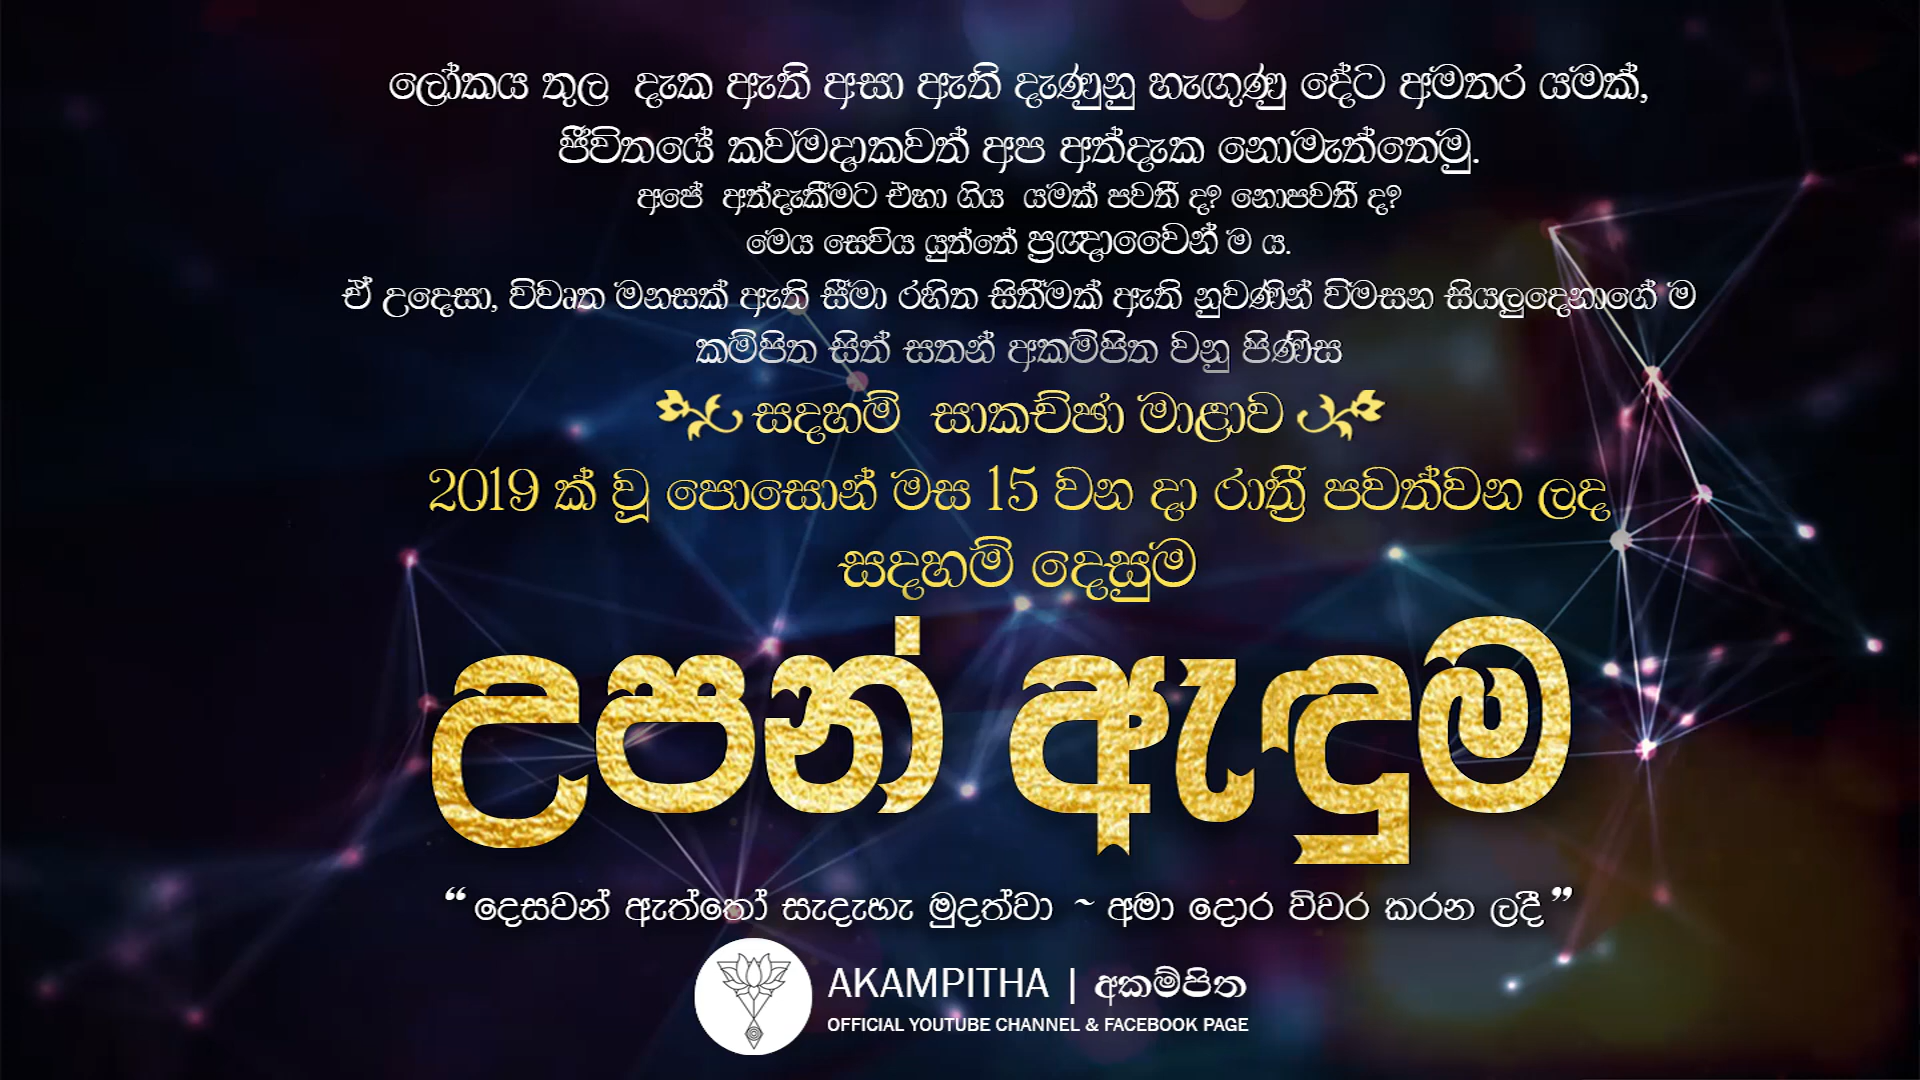 ලෝකය තුල දැක ඇති අසා ඇති දැණුනු හැඟුණු දේට අමතර යමක්,
ජීවිතයේ කවමදාකවත් අප අත්දැක නොමැත්තෙමු.
අපේ අත්දැකීමට එහා ගිය යමක් පවතී ද? නොපවතී ද?
මෙය සෙවිය යුත්තේ ප්‍රඥාවෛන් ම ය.
ඒ උදෙසා, විවෘත මනසක් ඇති සීමා රහිත සිතීමක් ඇති නුවණින් විමසන සියලුදෙනාගේ ම
කම්පිත සිත් සතන් අකම්පිත වනු පිණිස
සදහම් සාකච්ඡා මාළාව
2019 ක් වූ පොසොන් මස 15 වන දා රාත්‍රී පවත්වන ලද
සදහම් දෙසුම
උපන් ඇඳුම
“ දෙසවන් ඇත්තෝ සැදැහැ මුදත්වා ~ අමා දොර විවර කරන ලදී ”
AKAMPITHA | අකම්පිත
OFFICIAL YOUTUBE CHANNEL & FACEBOOK PAGE